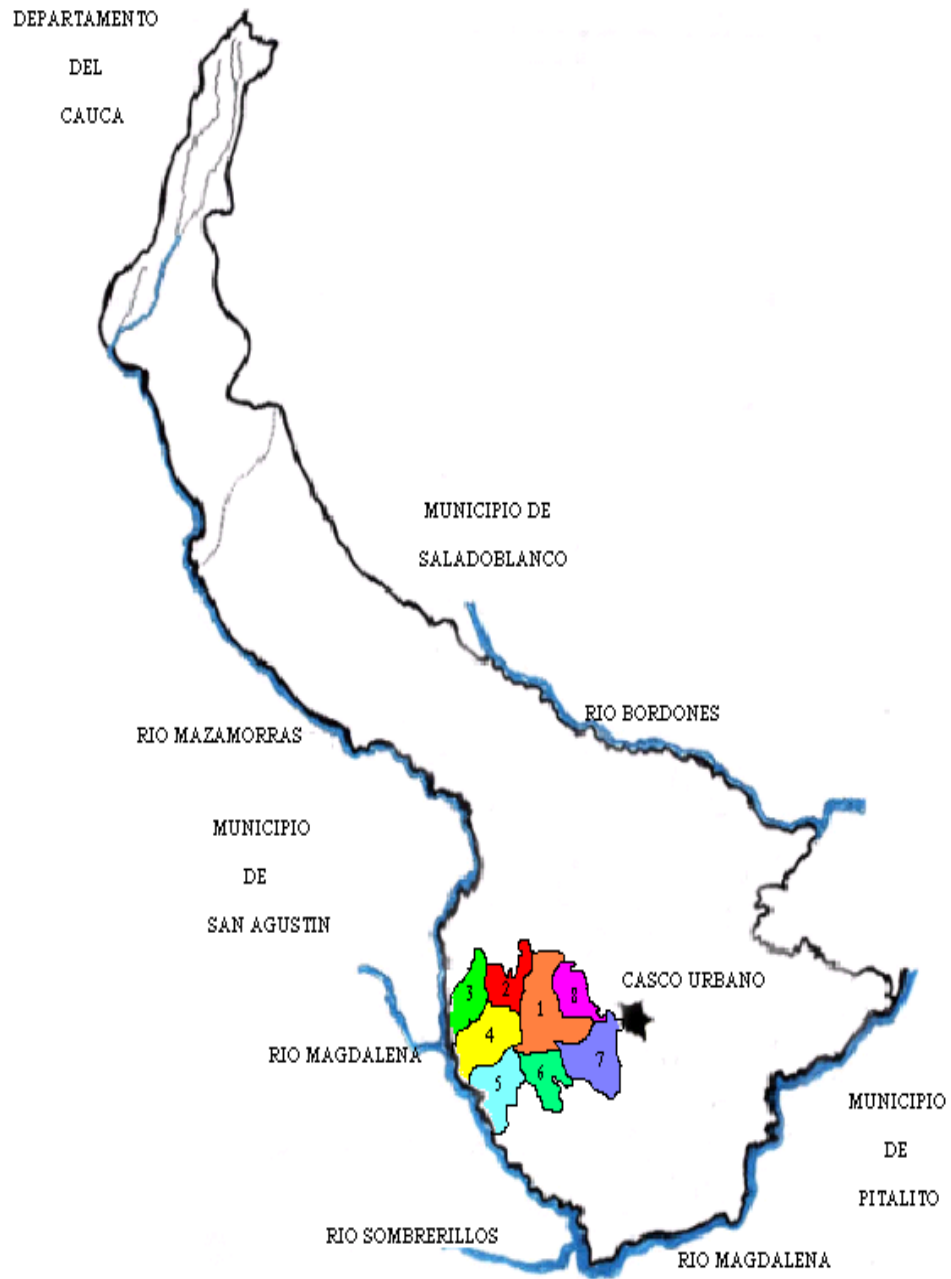 DEPARTAMENTO
DEL
CAUCA
MUNICIPIO DE
SALADOBLANCO
RIO BORDONES
RIO MAZAMORRAS
MUNICIPIO
DE
SAN AGUSTIN
CASCO URBANO
3
2
1
8
4
5
6
7
RIO MAGDALENA
MUNICIPIO
DE
PITALITO
RIO SOMBRERILLOS
RIO MAGDALENA